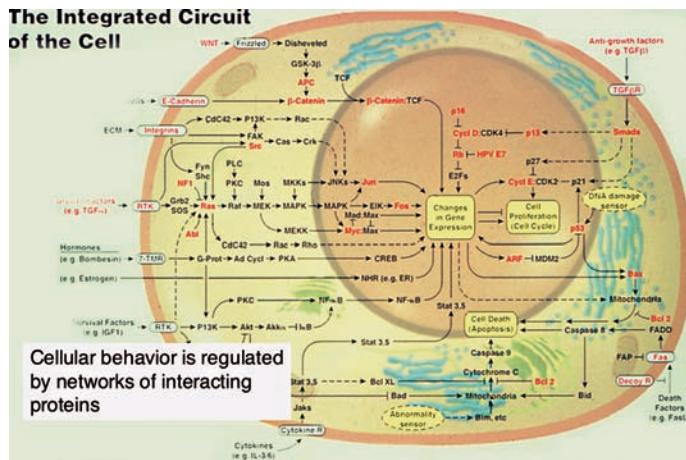 The Integrated Circuit
of the Cell
WNT Frizzled Disheveled
GSK-3β
APC
β-Catenin
TCF
β-Catenin:TCF
E-Cadherin
ECM Integrins
CdC42 PI3K Rac
FAK
Src Cas Crk
Fyn
Shc
NF1
PLC
PKC
Mos MKKs JNKs Jun
(e.g. TGFα) RTK Grb2
SOS
Ras Raf MEK MAPK MAPK ElK Fos
Mad:Max
Myc:Max
MEKK
Abl
CdC42 Rac Rho
Hormones
(e.g. Bombesin) 7-TMR G-Prot Ad Cycl PKA CREB
(e.g. Estrogen) NHR (e.g. ER)
PKC NF-κB NF-κB
Survival Factors
(e.g. IGF1) RTK P13K Akt Akkα IκB
Stat 3,5
Stat 3,5
Cellular behavior is regulated
by networks of interacting
proteins
Stat 3,5 Bcl XL
Jaks
Cytokine R
Cytokines
(e.g. IL-3/6)
Bad Mitochondria
Abnormality
sensor
Bim, etc
Bcl 2
Cytochrome C
Caspase 9
Cell Death
(Apoptosis)
Changes
in Gene
Expression
Cell
Proliferation
(Cell Cycle)
p16
Cycl D:CDK4 p15
Rb HPV E7
E2Fs
p27
Cycl E:CDK2 p21
Anti-growth factors
(e.g. TGFβ)
TGFβR
Smads
DNA damage
sensor
p53
ARF MDM2
Bax
Mitochondria
Bcl 2
Caspase 8 FADD
FAP Fas
Decoy R
Bid
Death
Factors
(e.g. FasL)